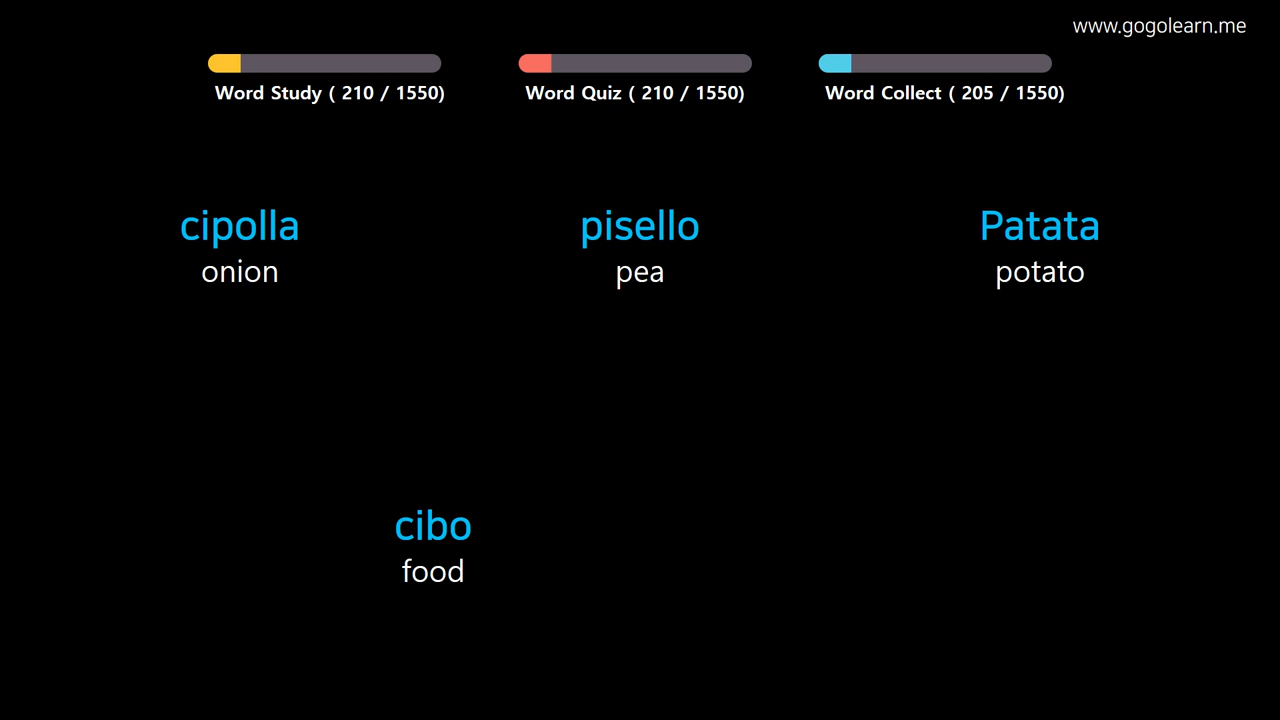 www.gogolearn.me
Word Study ( 210 / 1550)
Word Quiz ( 210 / 1550)
Word Collect ( 205 / 1550)
cipolla
onion
pisello
pea
Patata
potato
cibo
food